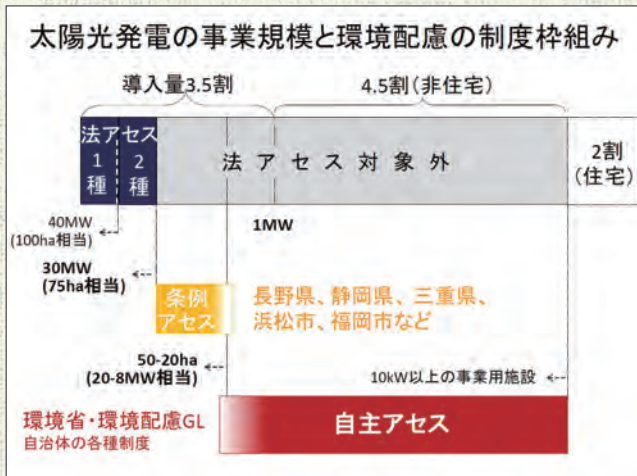 太陽光発電の事業規模と環境配慮の制度枠組み
導入量3.5割
4.5割(非住宅)
法アセス
1種
2種
法アセス対象外
2割
(住宅)
40MW
(100ha相当)
1MW
30MW
(75ha相当)
条例
アセス
長野県、静岡県、三重県、
浜松市、福岡市など
50-20ha
(20-8MW相当)
10kW以上の事業用施設
環境省・環境配慮GL
自治体の各種制度
自主アセス